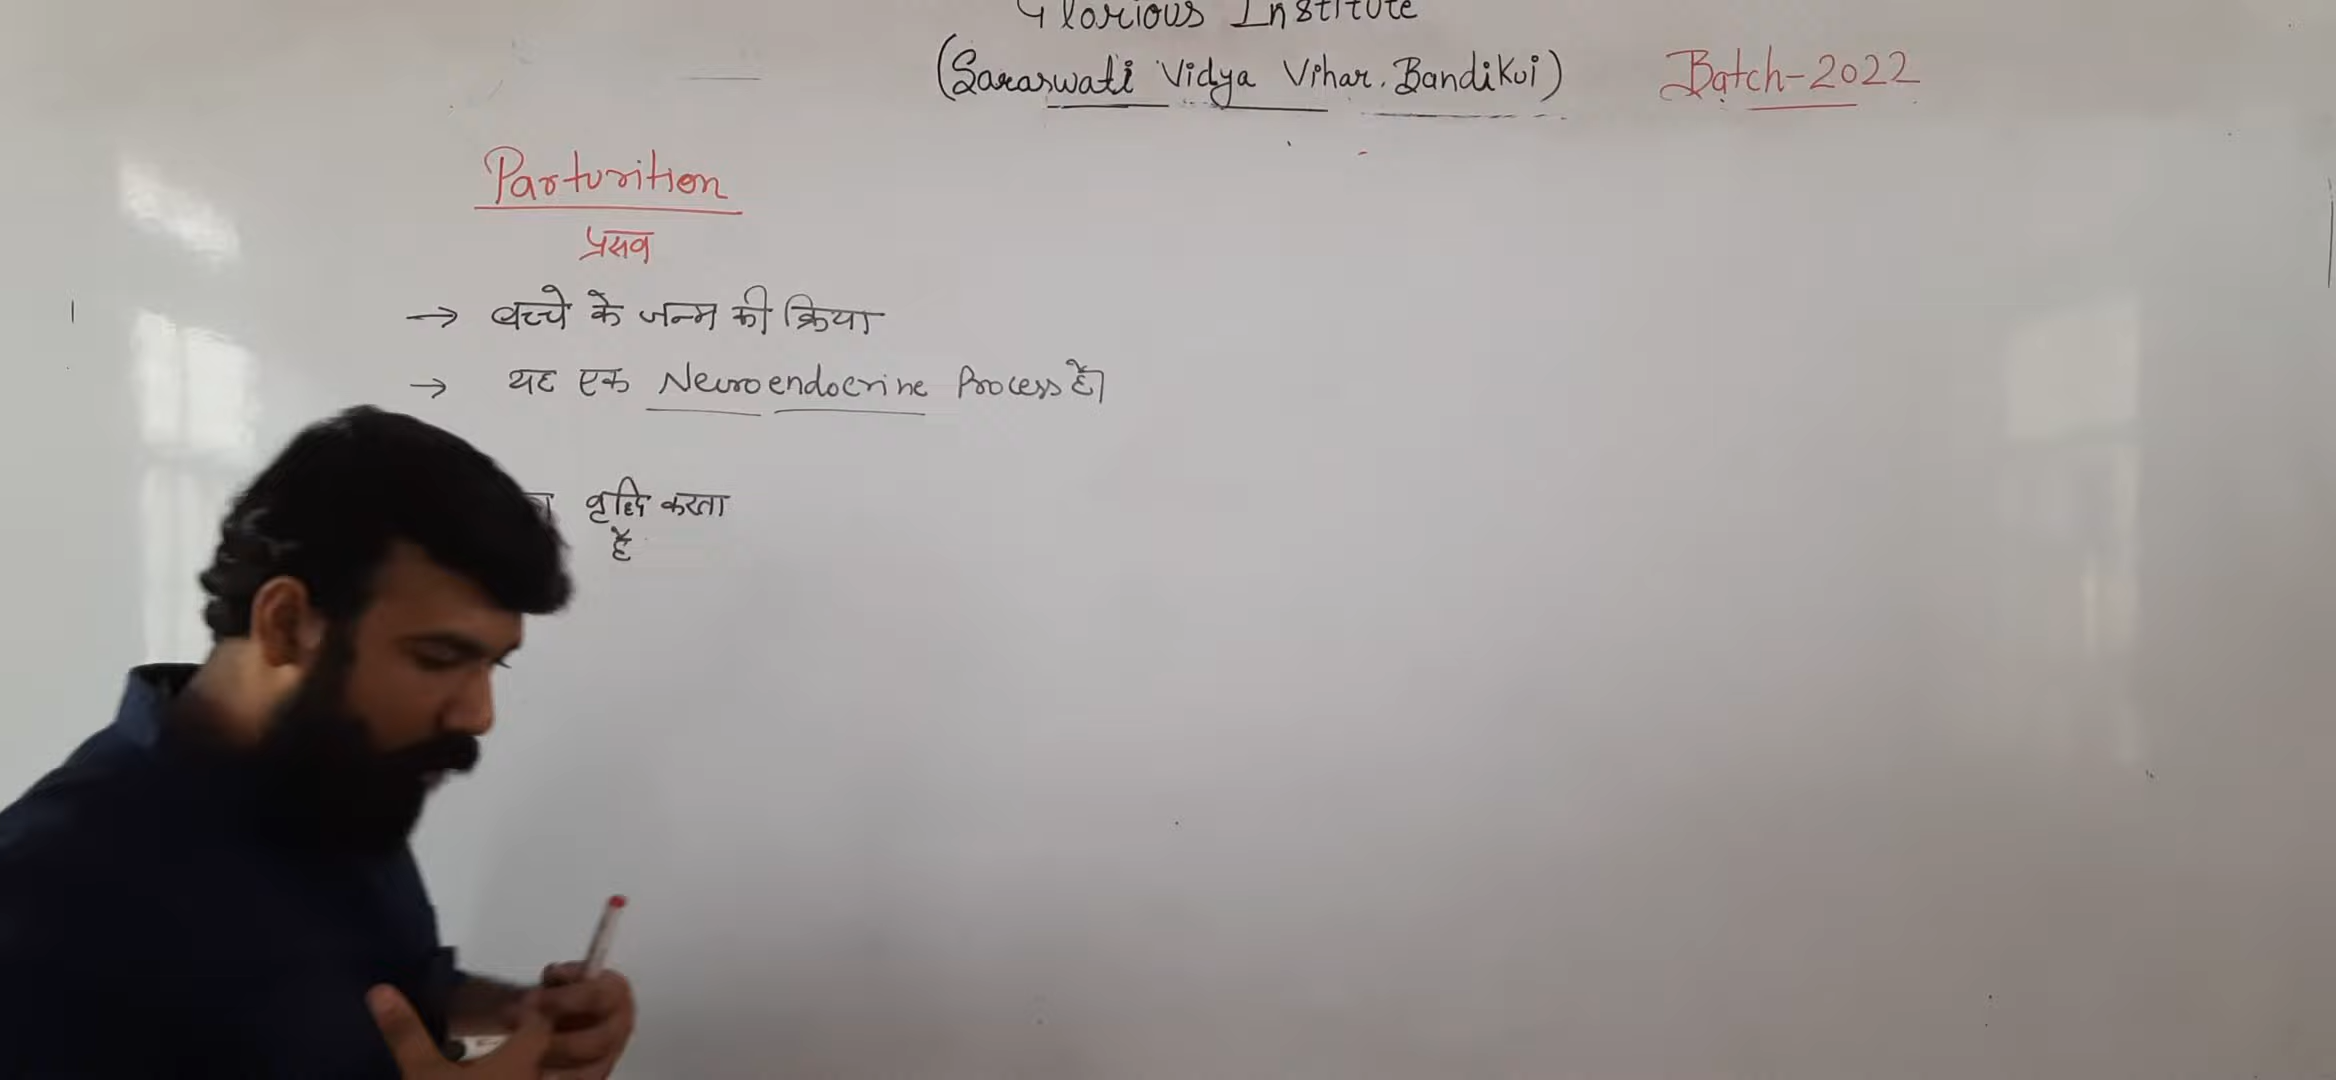 Glorious Institute
(Saraswati Vidya Vihar, Bandikui) Batch-2022
Parturition
प्रसव
→ बच्चे के जन्म की क्रिया
→ यह एक Neuroendocrine Process है।
वृद्धि करता
है